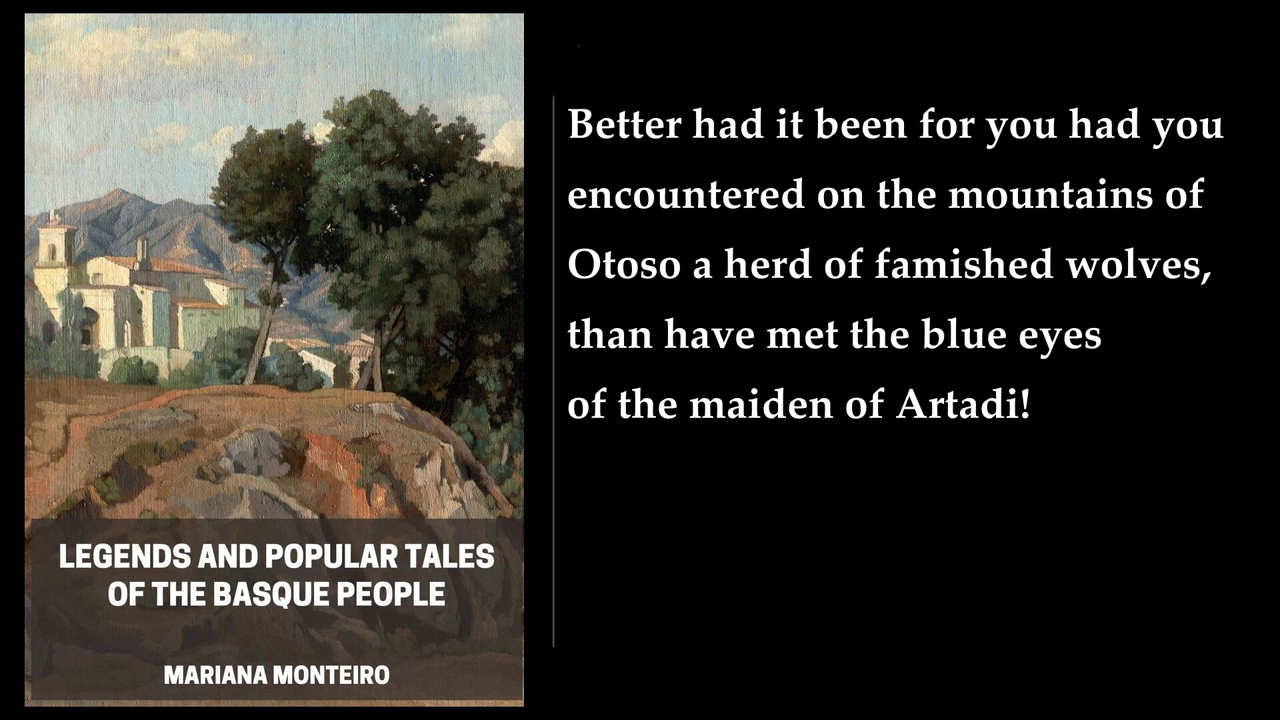 Better had it been for you had you
encountered on the mountains of
Otoso a herd of famished wolves,
than have met the blue eyes
of the maiden of Artadi!
LEGENDS AND POPULAR TALES
OF THE BASQUE PEOPLE
MARIANA MONTEIRO